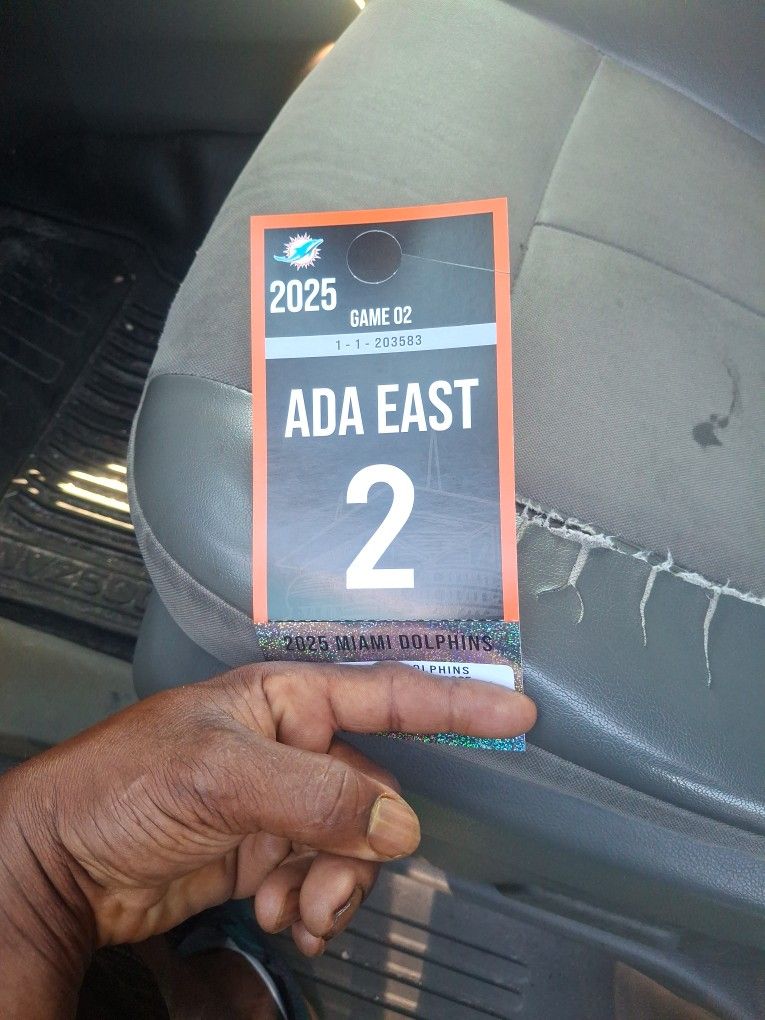 2025
GAME 02
1 - 1 - 203583
ADA EAST
2
2025 MIAMI DOLPHINS